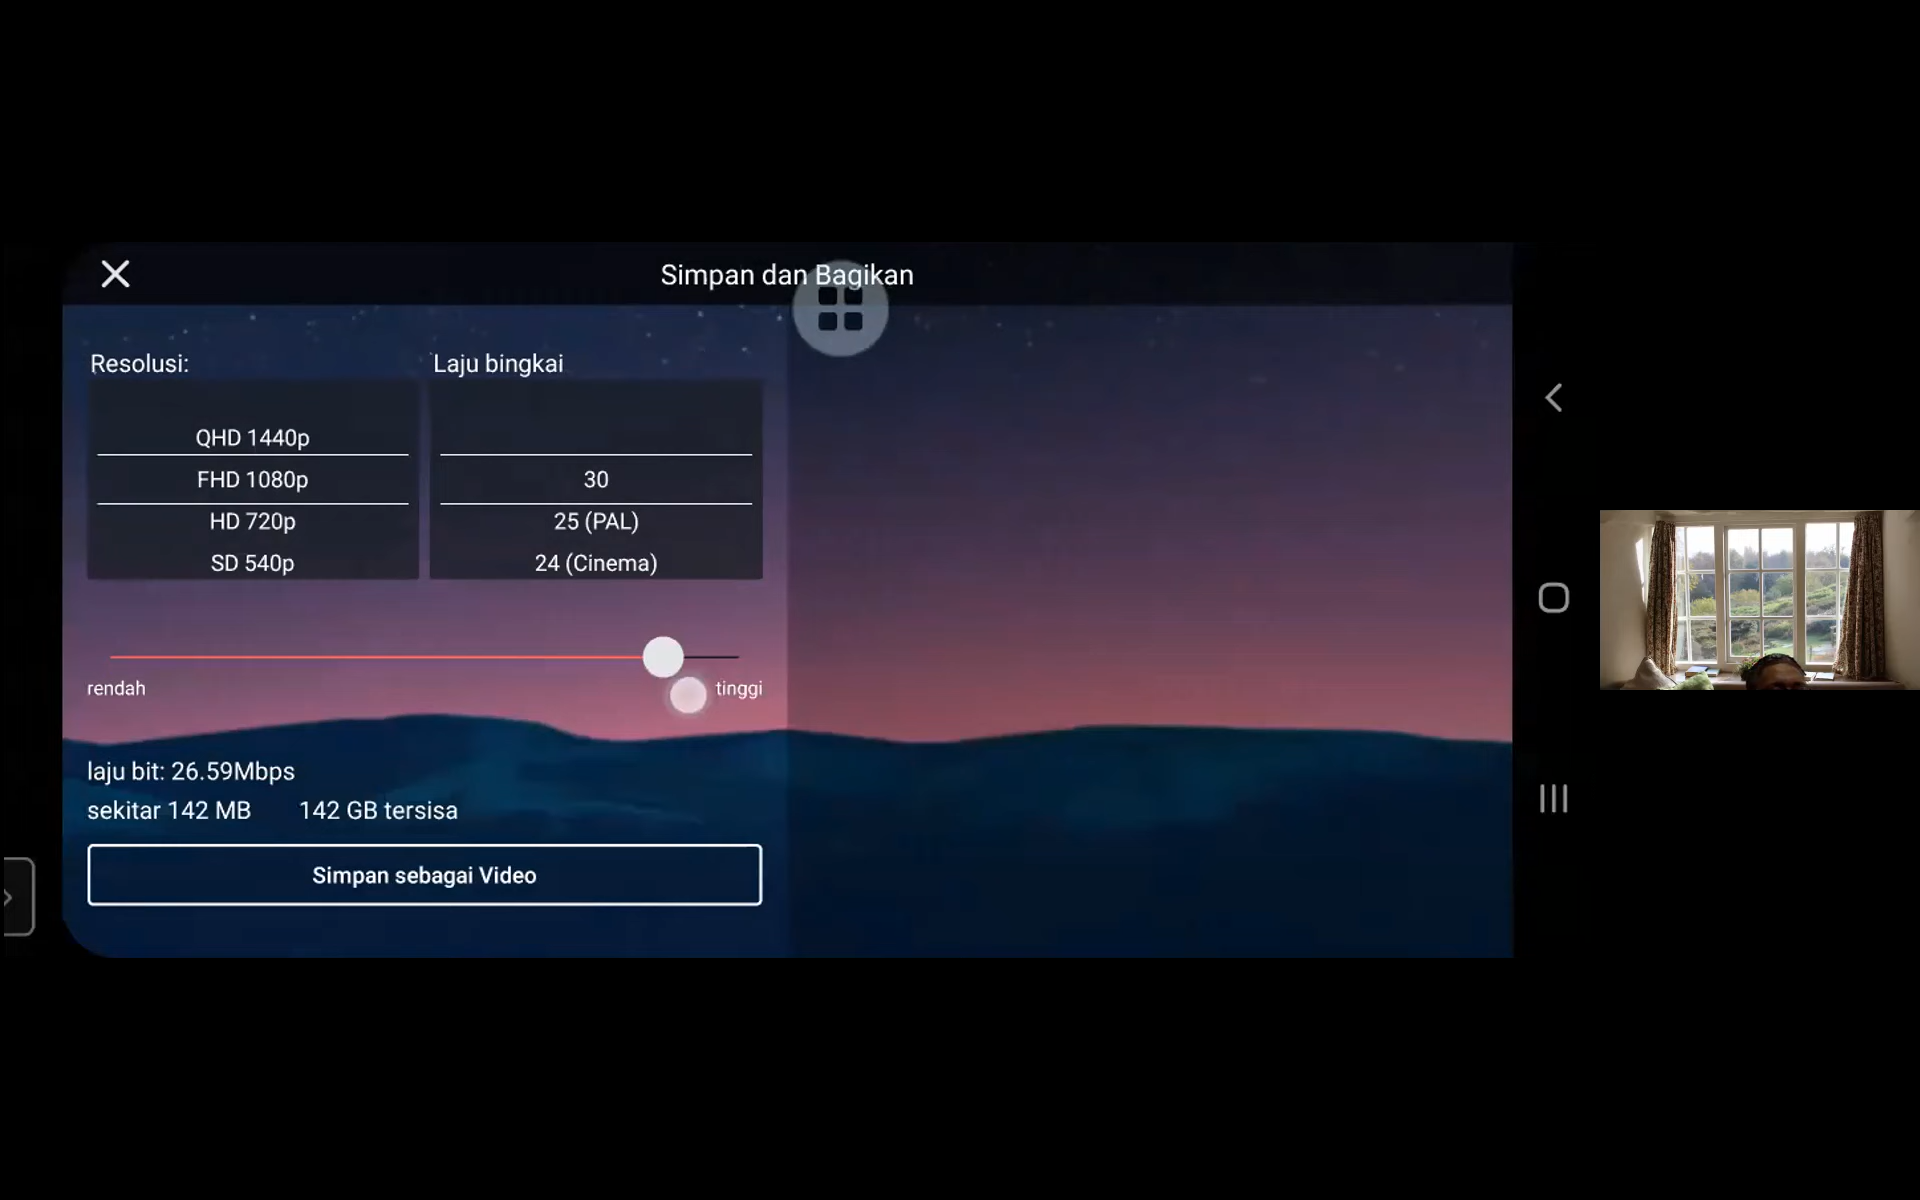 Simpan dan Bagikan
Resolusi:
Laju bingkai
QHD 1440p
FHD 1080p
HD 720p
SD 540p
30
25 (PAL)
24 (Cinema)
rendah
tinggi
laju bit: 26.59Mbps
sekitar 142 MB
142 GB tersisa
Simpan sebagai Video